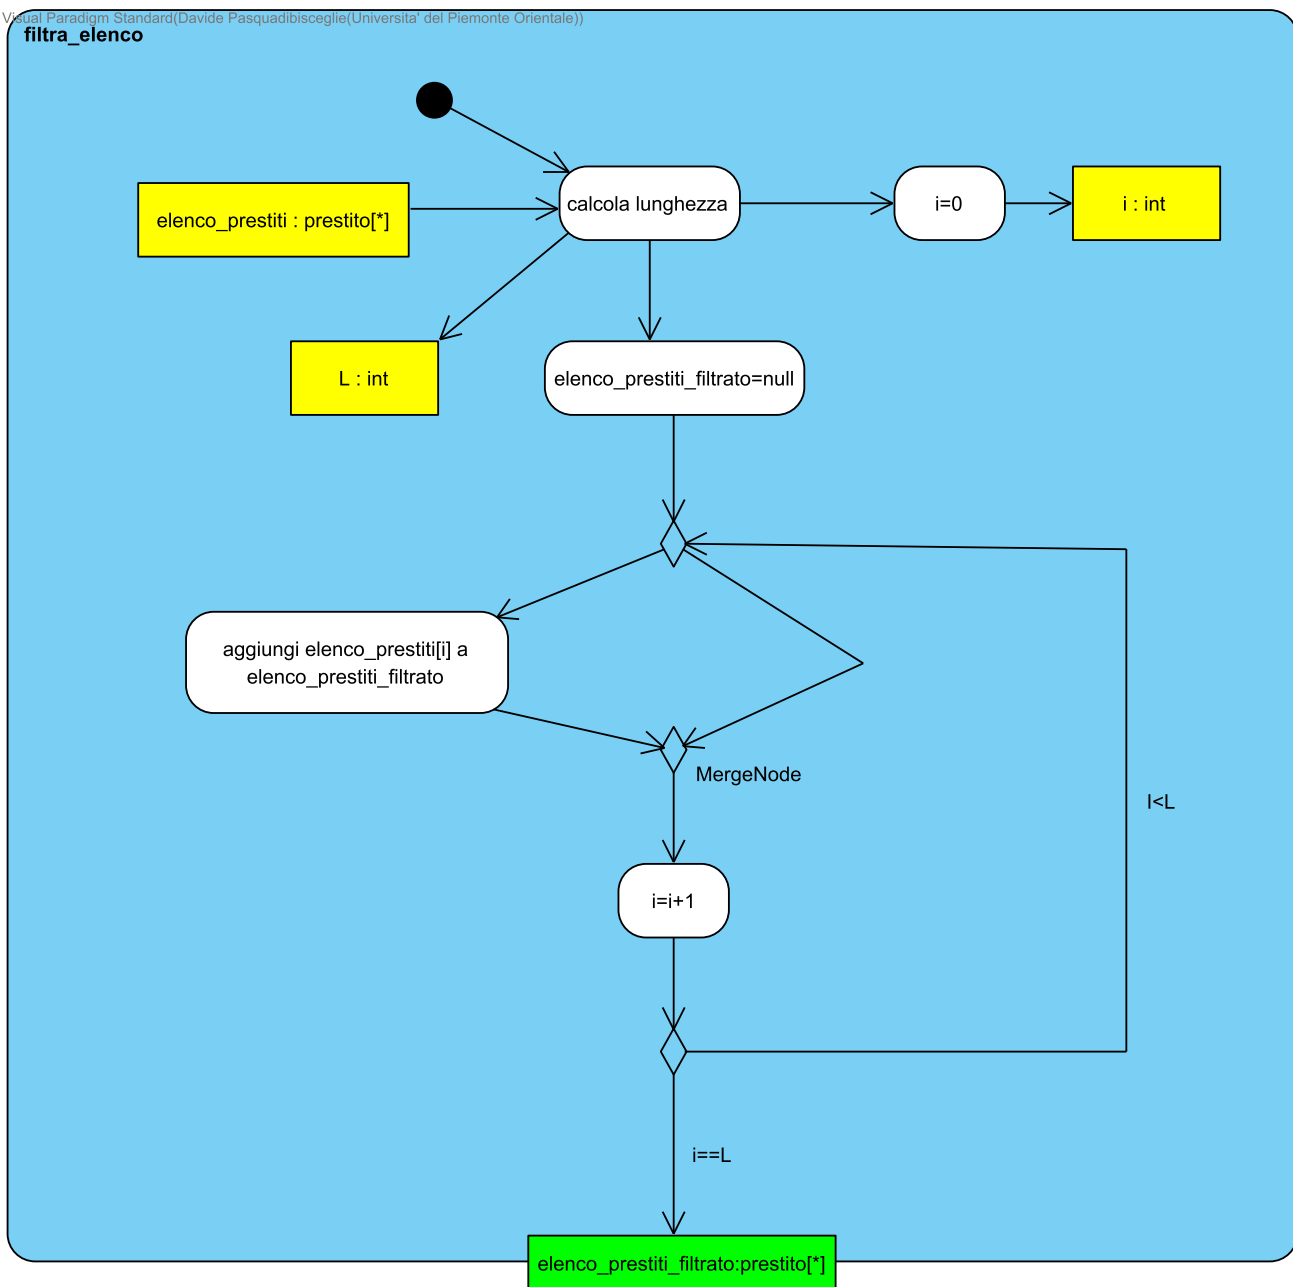 Visual Paradigm Standard(Davide Pasquadibisceglie(Universita' del Piemonte Orientale))
filtra_elenco
calcola lunghezza
i=0
i : int
elenco_prestiti : prestito[*]
L : int
elenco_prestiti_filtrato=null
aggiungi elenco_prestiti[i] a
elenco_prestiti_filtrato
MergeNode
I<L
i=i+1
i==L
elenco_prestiti_filtrato:prestito[*]